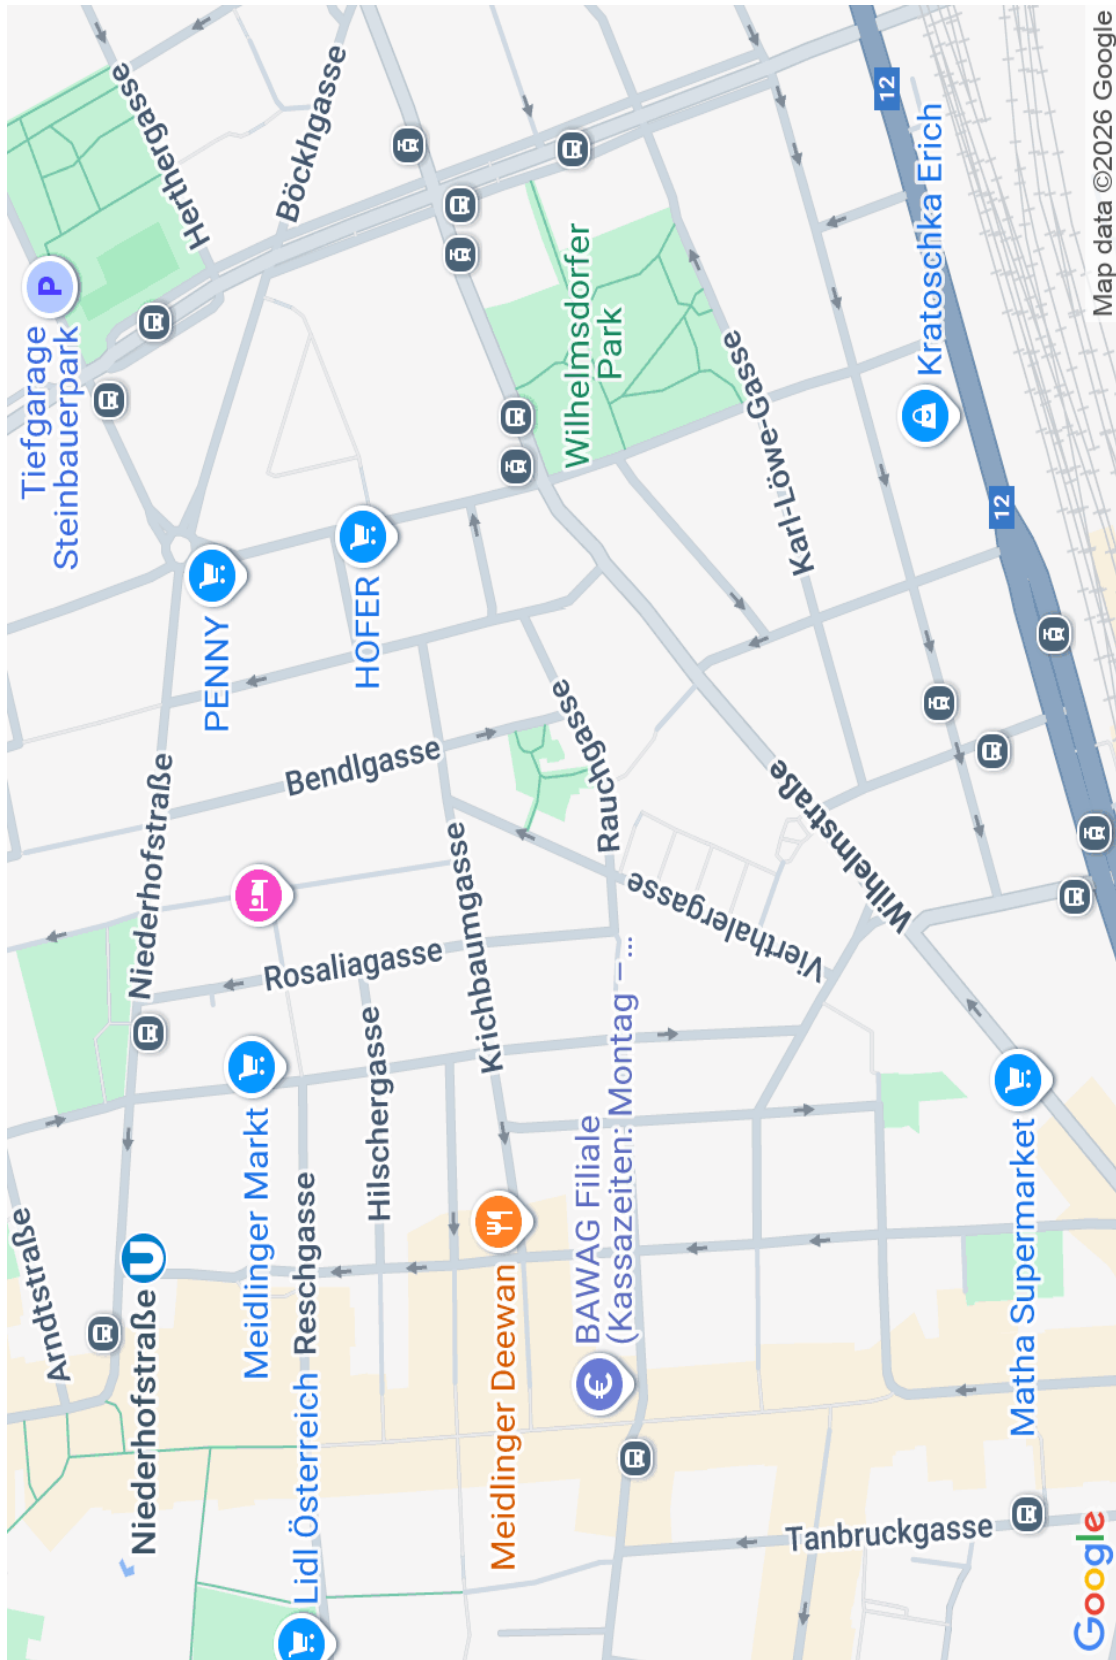 Tiefgarage
Steinbauerpark
Herthergasse
Böckhgasse
12
Kratoschka Erich
Wilhelmsdorfer
Park
Karl-Löwe-Gasse
12
PENNY
HOFER
Niederhofstraße
Bendlgasse
Rauchgasse
Wilhelmstraße
Krichbaumgasse
Vierthalergasse
Rosaliagasse
Hilschergasse
Meidlinger Markt
Reschgasse
Arndtstraße
U
Niederhofstraße
Lidl Österreich
Meidlinger Deewan
BAWAG Filiale
(Kassazeiten: Montag – ...
Matha Supermarket
Tanbruckgasse
P
€
Google
Map data ©2026 Google